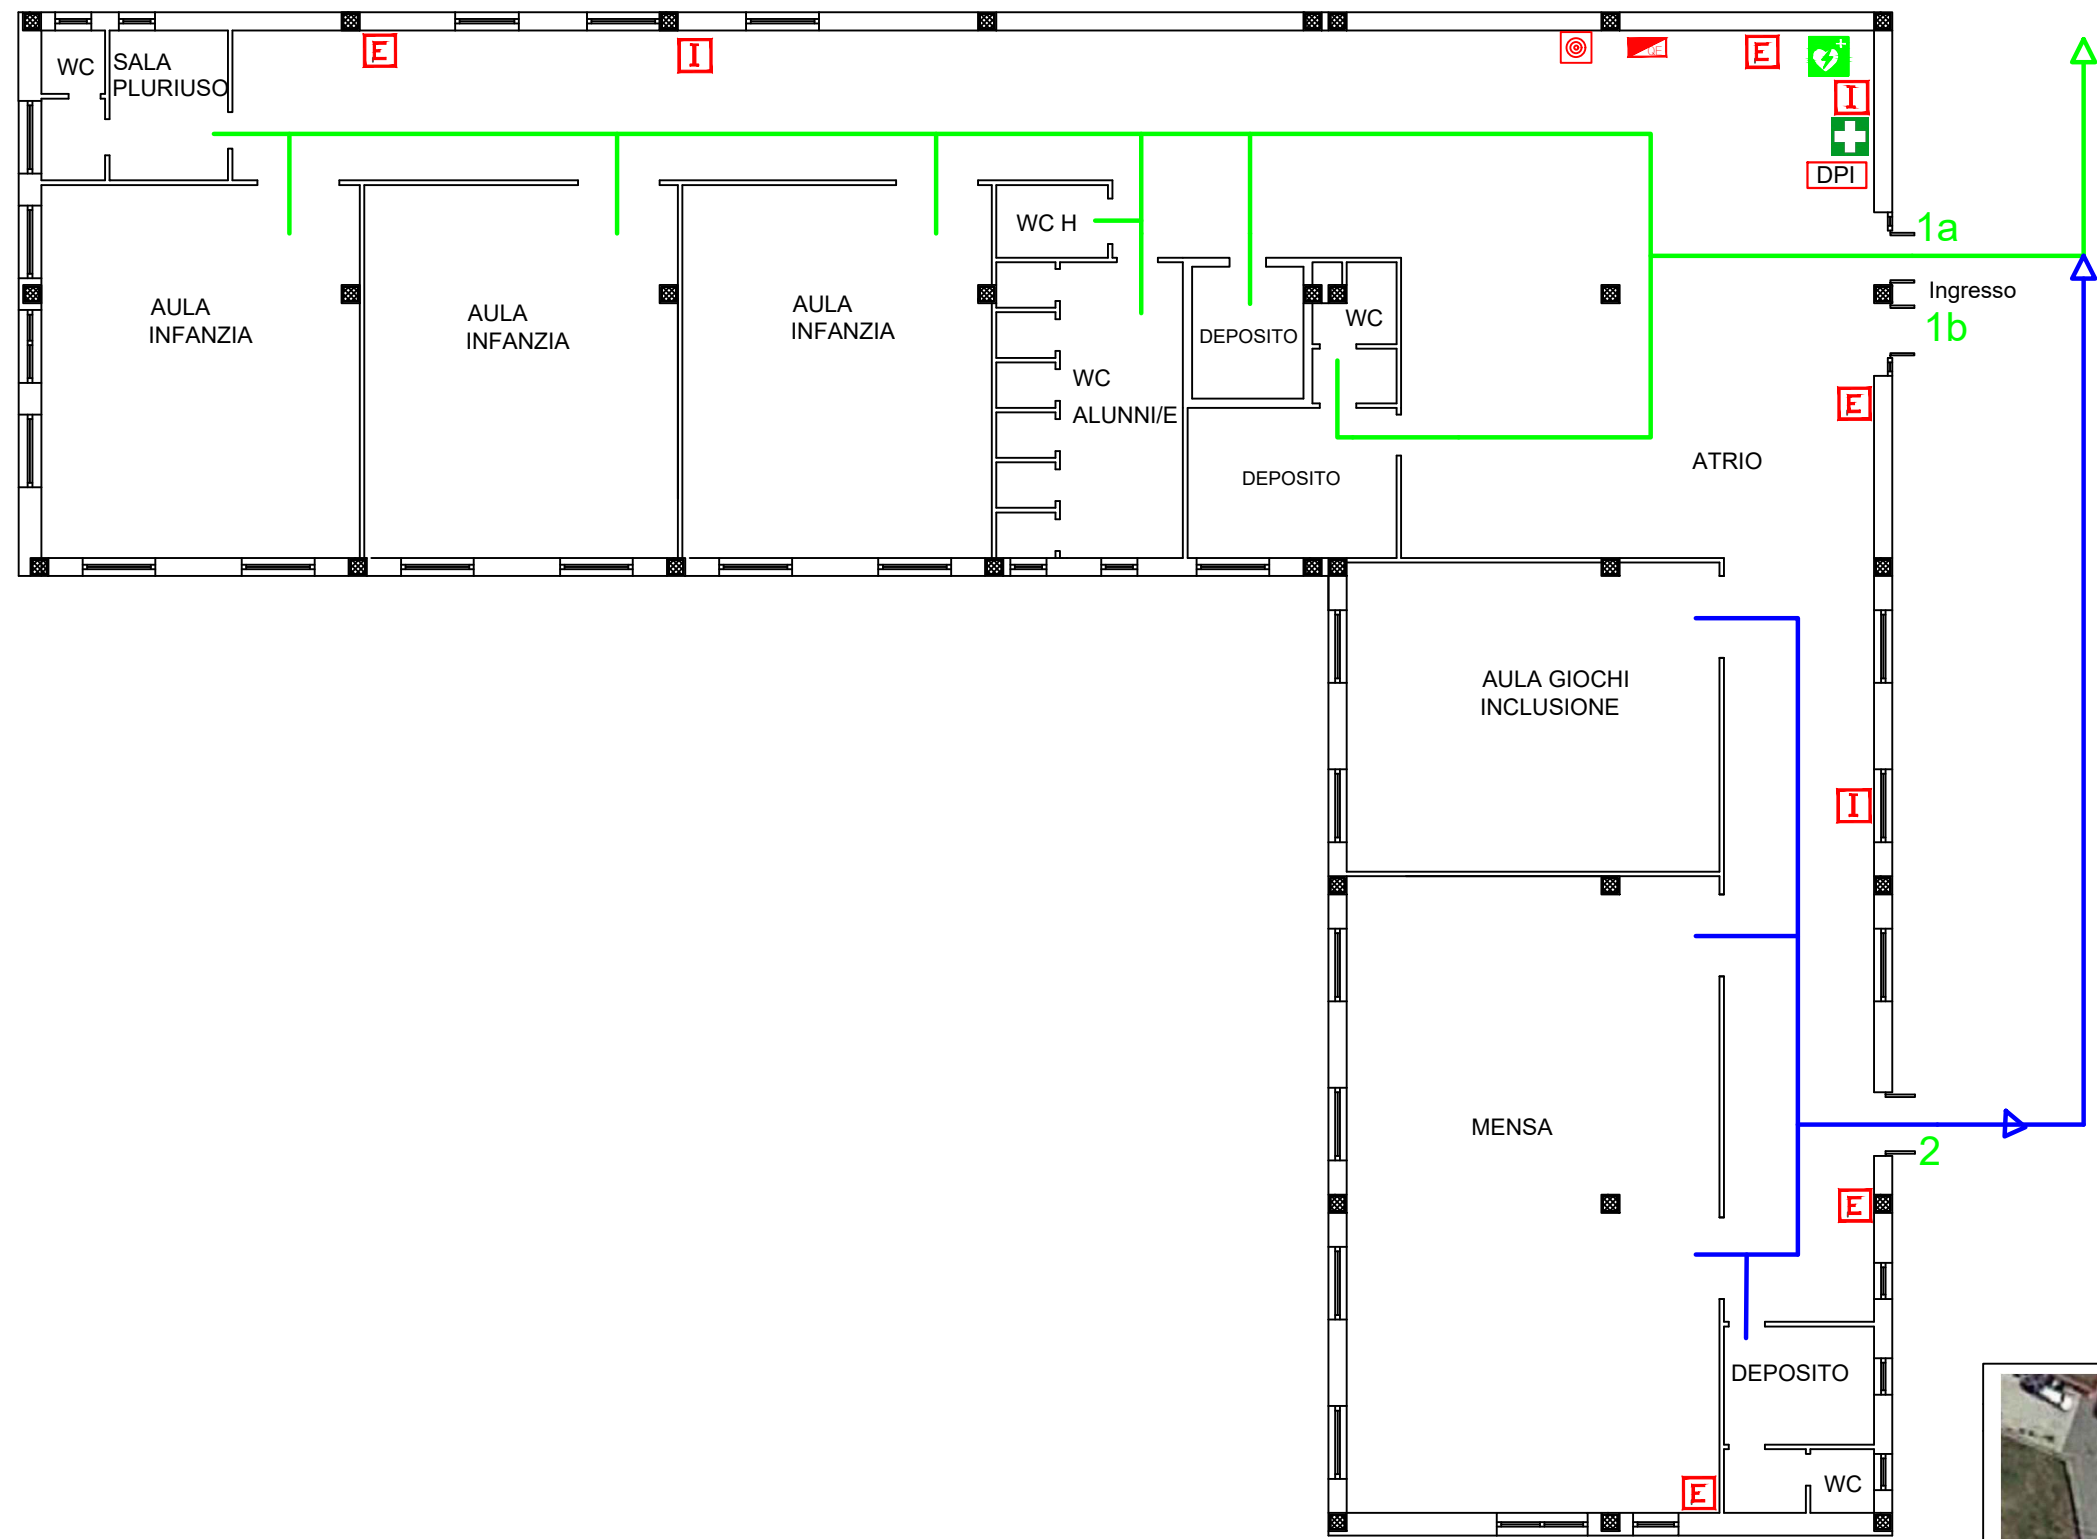 E
I
QE
E
WC
SALA
PLURIUSO
I
DPI
WC H
1a
Ingresso
1b
AULA
INFANZIA
AULA
INFANZIA
AULA
INFANZIA
DEPOSITO
WC
WC
ALUNNI/E
E
ATRIO
DEPOSITO
AULA GIOCHI
INCLUSIONE
I
MENSA
2
E
DEPOSITO
WC
E